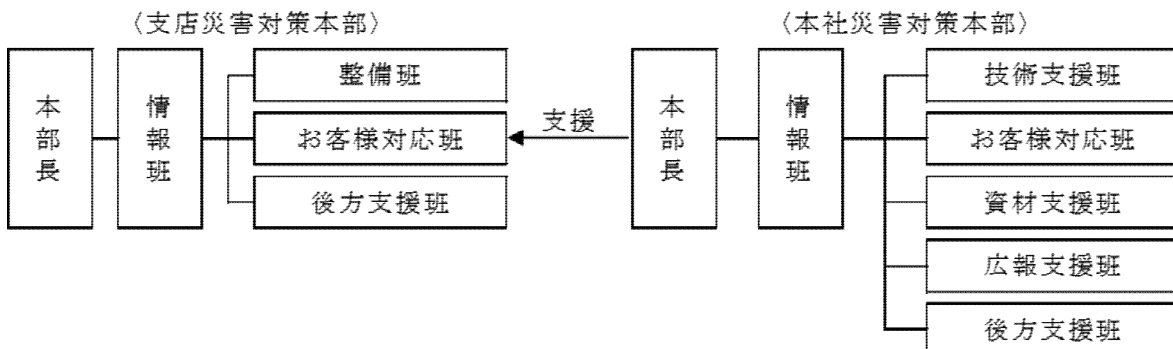 〈支店災害対策本部〉
本部長
情報班
整備班
お客様対応班
後方支援班
支援
〈本社災害対策本部〉
本部長
情報班
技術支援班
お客様対応班
資材支援班
広報支援班
後方支援班